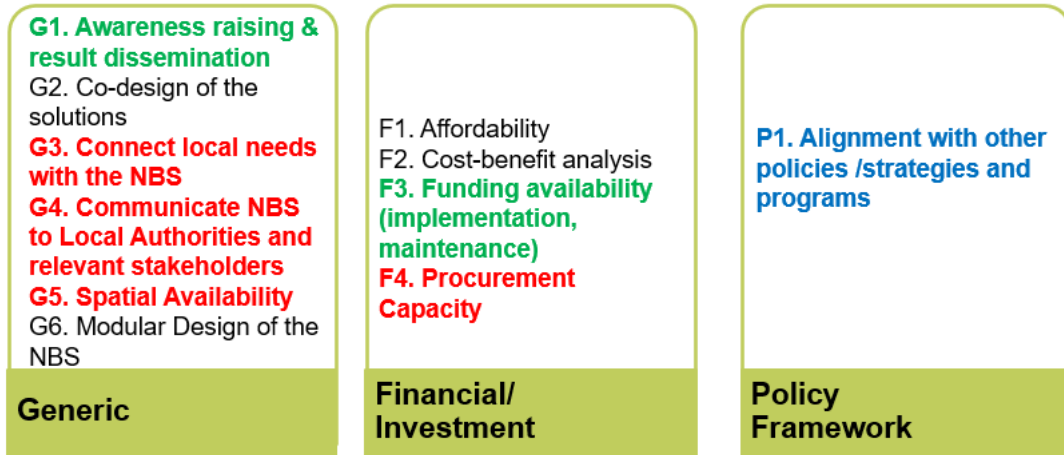 G1. Awareness raising &
result dissemination
G2. Co-design of the
solutions
G3. Connect local needs
with the NBS
G4. Communicate NBS
to Local Authorities and
relevant stakeholders
G5. Spatial Availability
G6. Modular Design of the
NBS
Generic
F1. Affordability
F2. Cost-benefit analysis
F3. Funding availability
(implementation,
maintenance)
F4. Procurement
Capacity
Financial/
Investment
P1. Alignment with other
policies /strategies and
programs
Policy
Framework